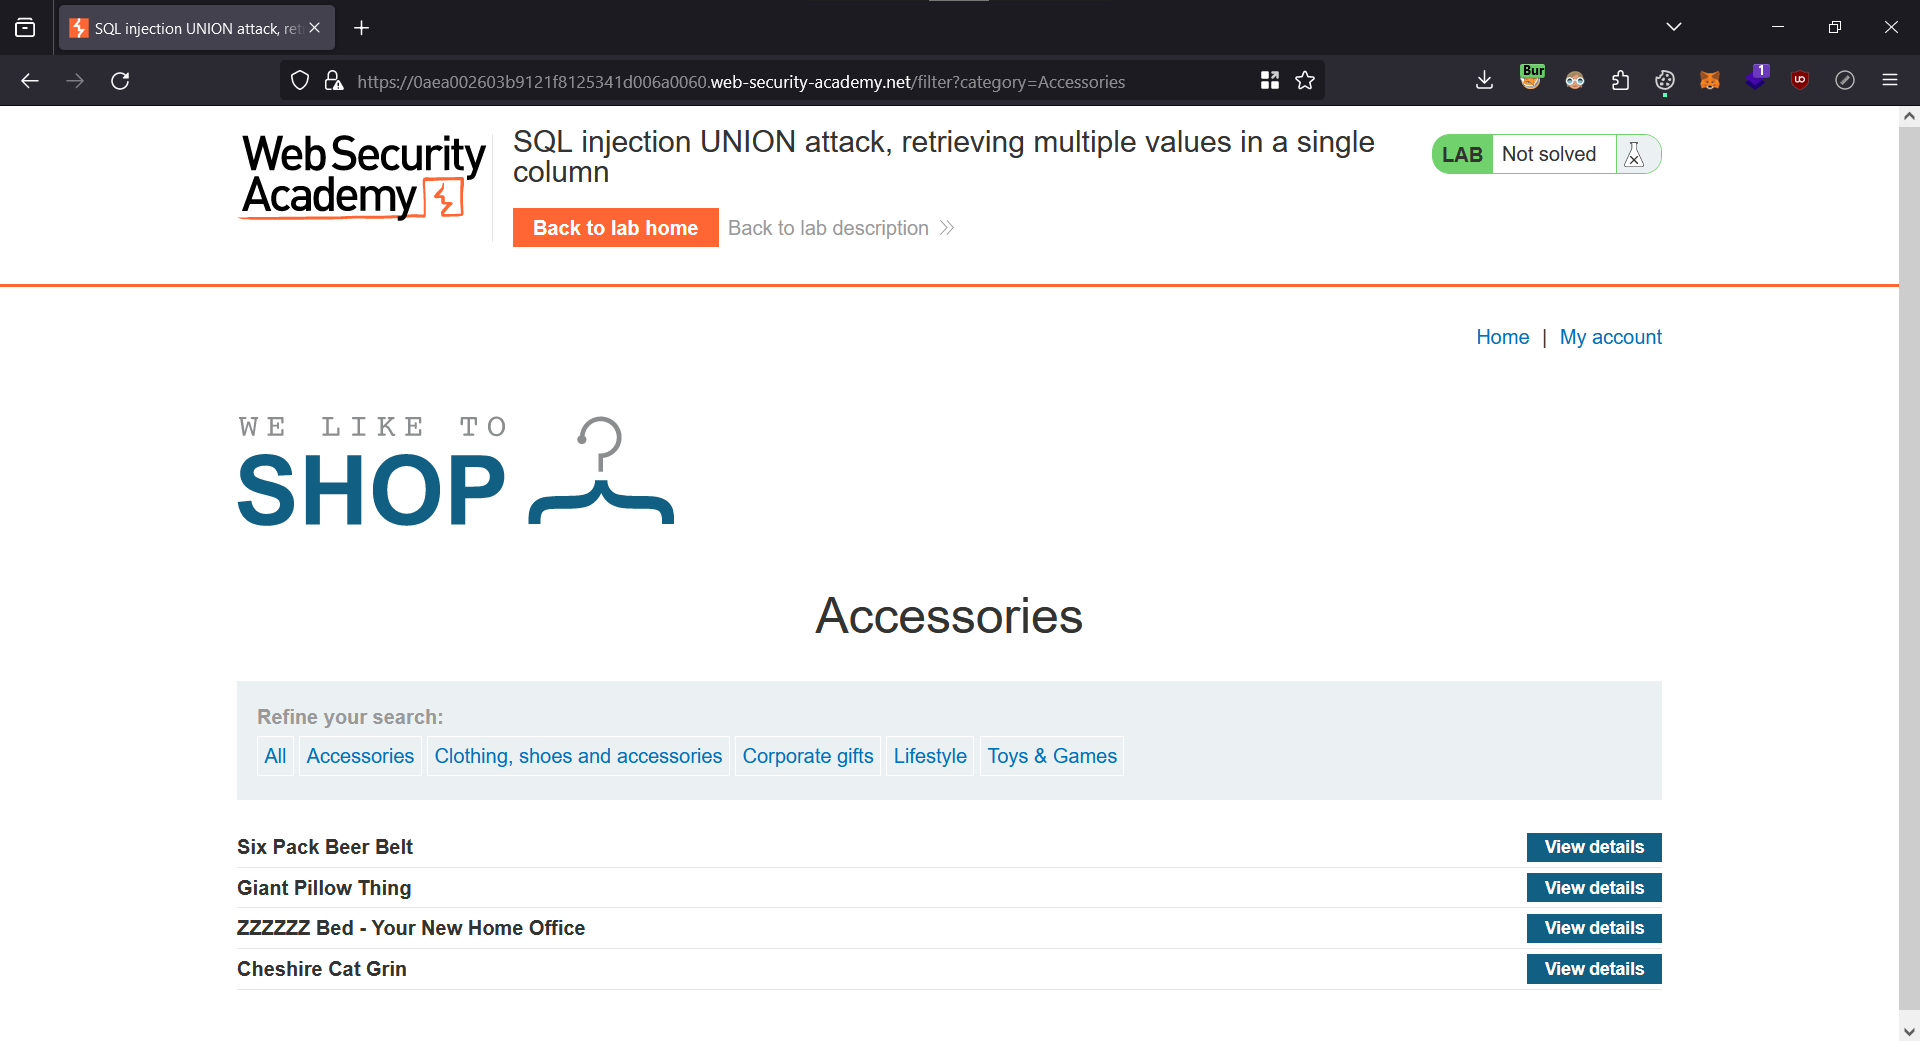 SQL injection UNION attack, ret
https://0aea002603b9121f8125341d006a0060.web-security-academy.net/filter?category=Accessories
Bur
1
Web Security
Academy
SQL injection UNION attack, retrieving multiple values in a single
column
LAB Not solved
Back to lab home Back to lab description
Home | My account
WE LIKE TO
SHOP
Accessories
Refine your search:
All Accessories Clothing, shoes and accessories Corporate gifts Lifestyle Toys & Games
Six Pack Beer Belt View details
Giant Pillow Thing View details
ZZZZZZ Bed - Your New Home Office View details
Cheshire Cat Grin View details